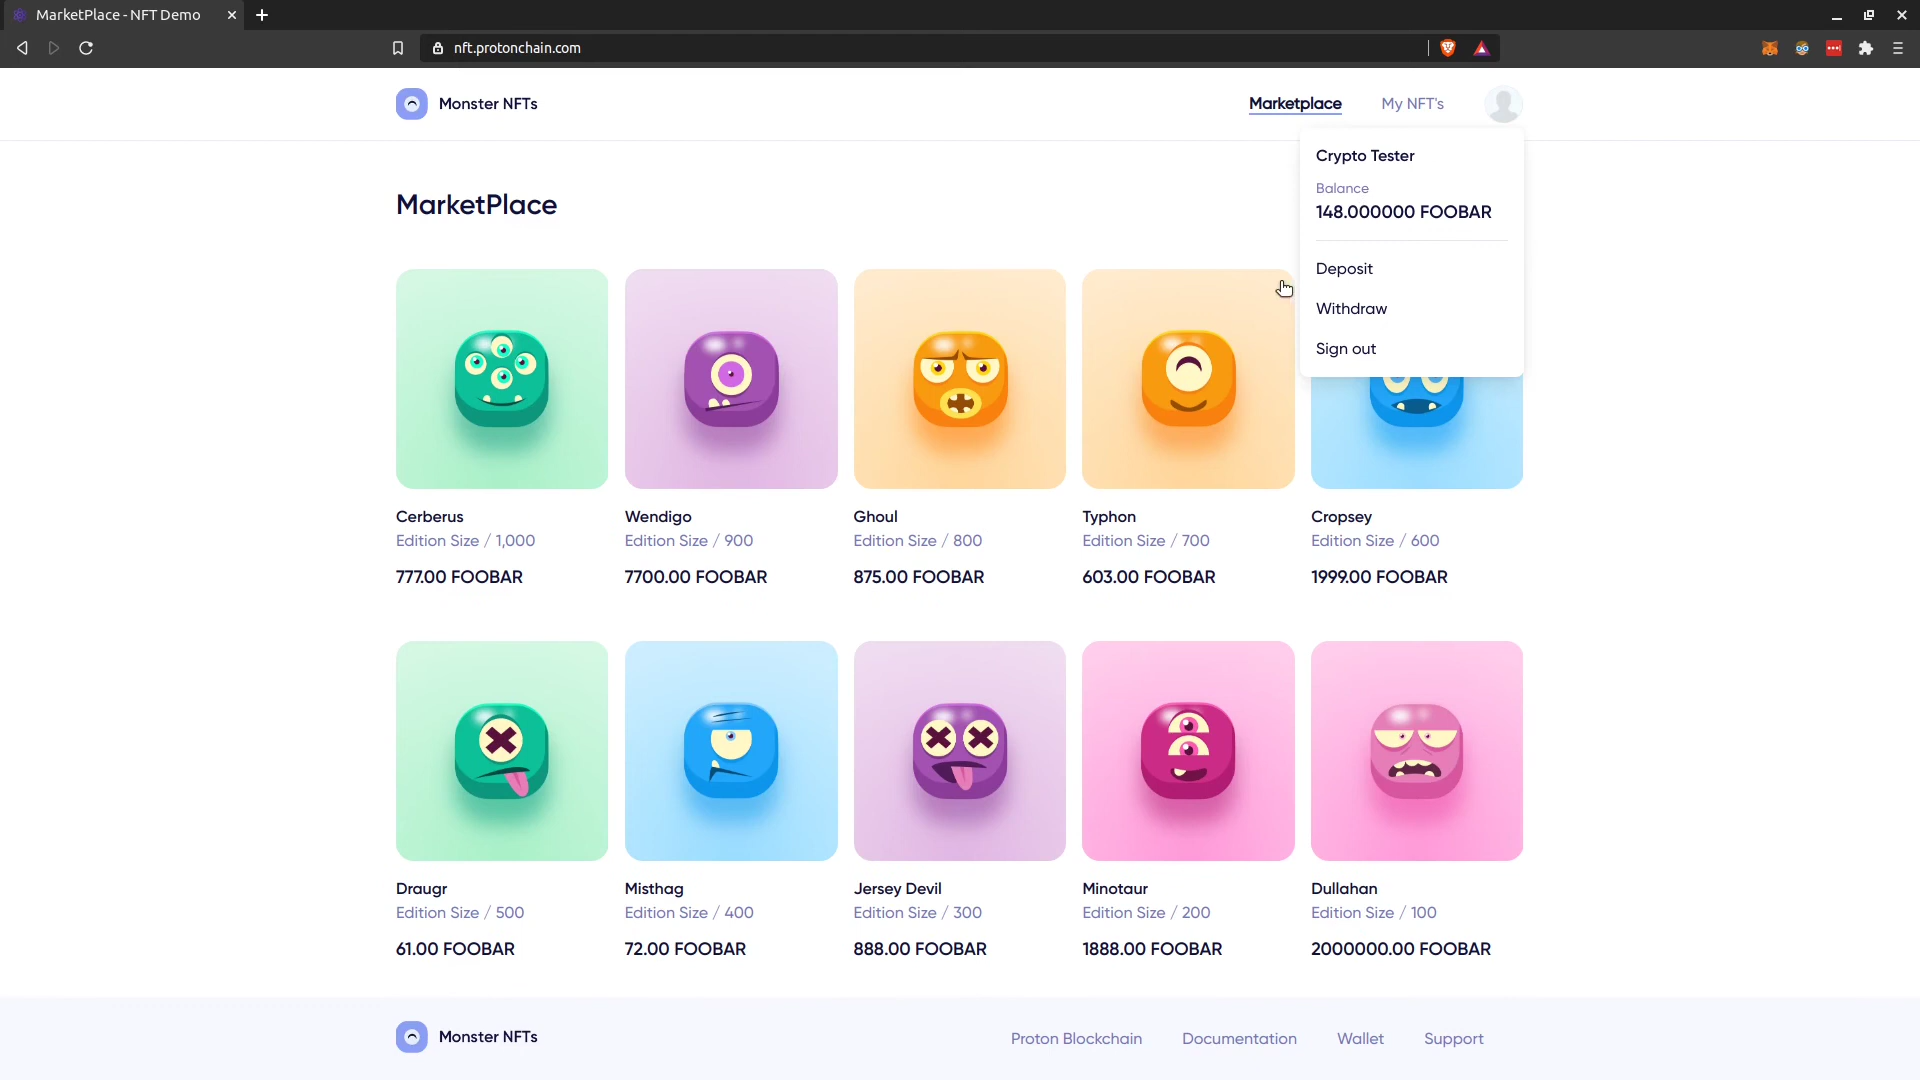 MarketPlace - NFT Demo
nft.protonchain.com
Monster NFTs
Marketplace
My NFT's
Crypto Tester
Balance
148.000000 FOOBAR
Deposit
Withdraw
Sign out
MarketPlace
Cerberus
Edition Size / 1,000
777.00 FOOBAR
Wendigo
Edition Size / 900
7700.00 FOOBAR
Ghoul
Edition Size / 800
875.00 FOOBAR
Typhon
Edition Size / 700
603.00 FOOBAR
Cropsey
Edition Size / 600
1999.00 FOOBAR
Draugr
Edition Size / 500
61.00 FOOBAR
Misthag
Edition Size / 400
72.00 FOOBAR
Jersey Devil
Edition Size / 300
888.00 FOOBAR
Minotaur
Edition Size / 200
1888.00 FOOBAR
Dullahan
Edition Size / 100
2000000.00 FOOBAR
Monster NFTs
Proton Blockchain
Documentation
Wallet
Support